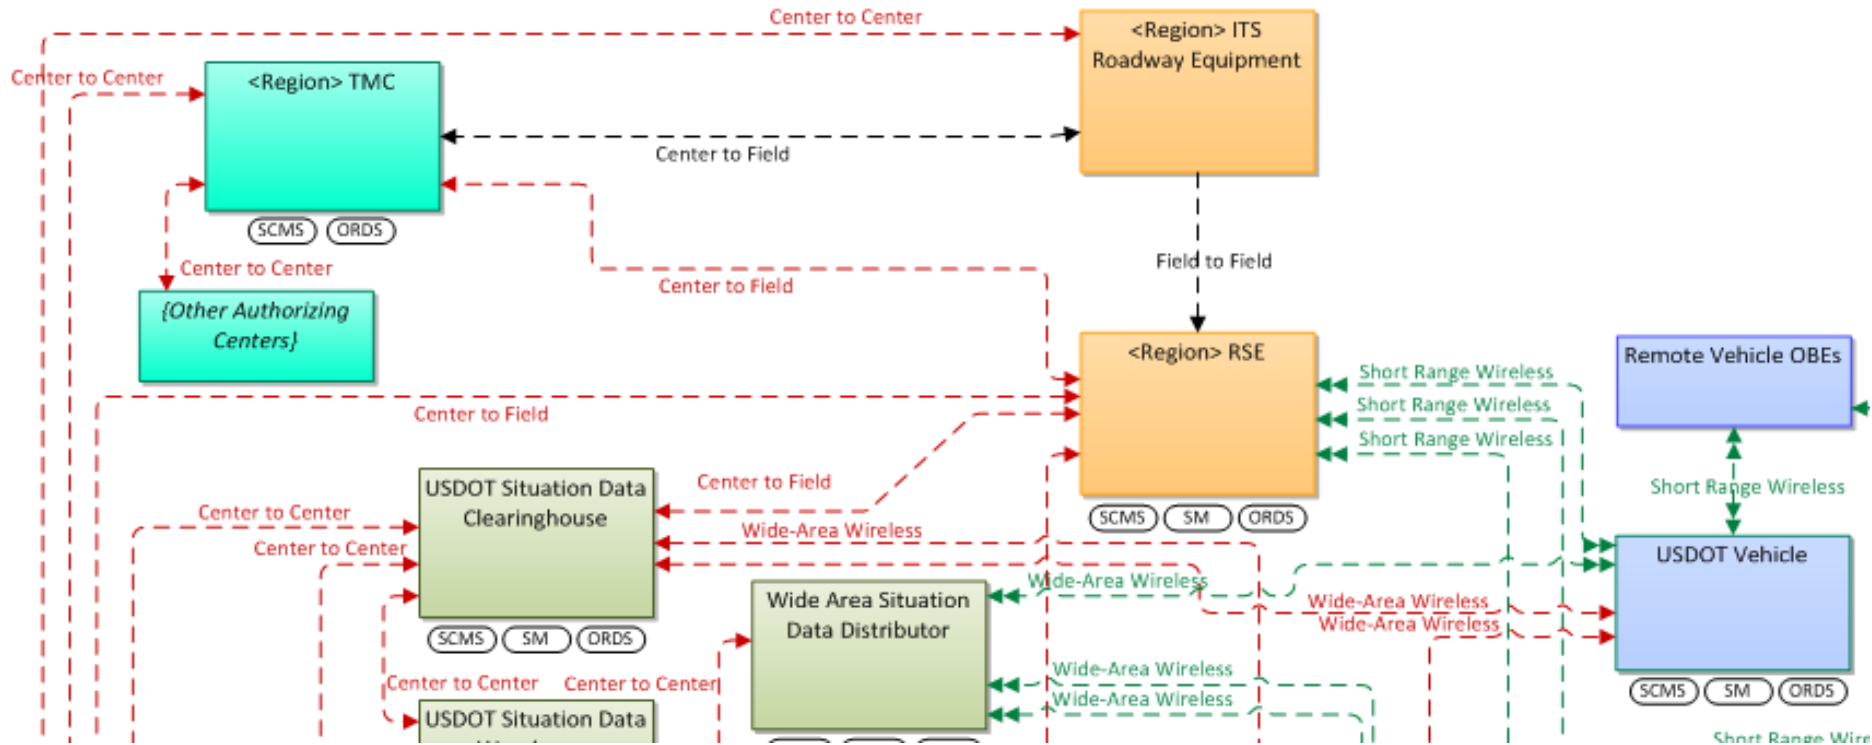 Center to Center
<Region> ITS
Roadway Equipment
Center to Center
<Region> TMC
Center to Field
SCMS ORDS
Center to Center
Field to Field
Center to Field
{Other Authorizing
Centers}
<Region> RSE
Remote Vehicle OBEs
Short Range Wireless
Short Range Wireless
Center to Field
Short Range Wireless
USDOT Situation Data
Clearinghouse
Center to Field
Short Range Wireless
Center to Center
SCMS SM ORDS
Wide-Area Wireless
Center to Center
USDOT Vehicle
Wide-Area Wireless
Wide Area Situation
Data Distributor
Wide-Area Wireless
Wide-Area Wireless
SCMS SM ORDS
Wide-Area Wireless
Center to Center
Center to Center
SCMS SM ORDS
Wide-Area Wireless
USDOT Situation Data